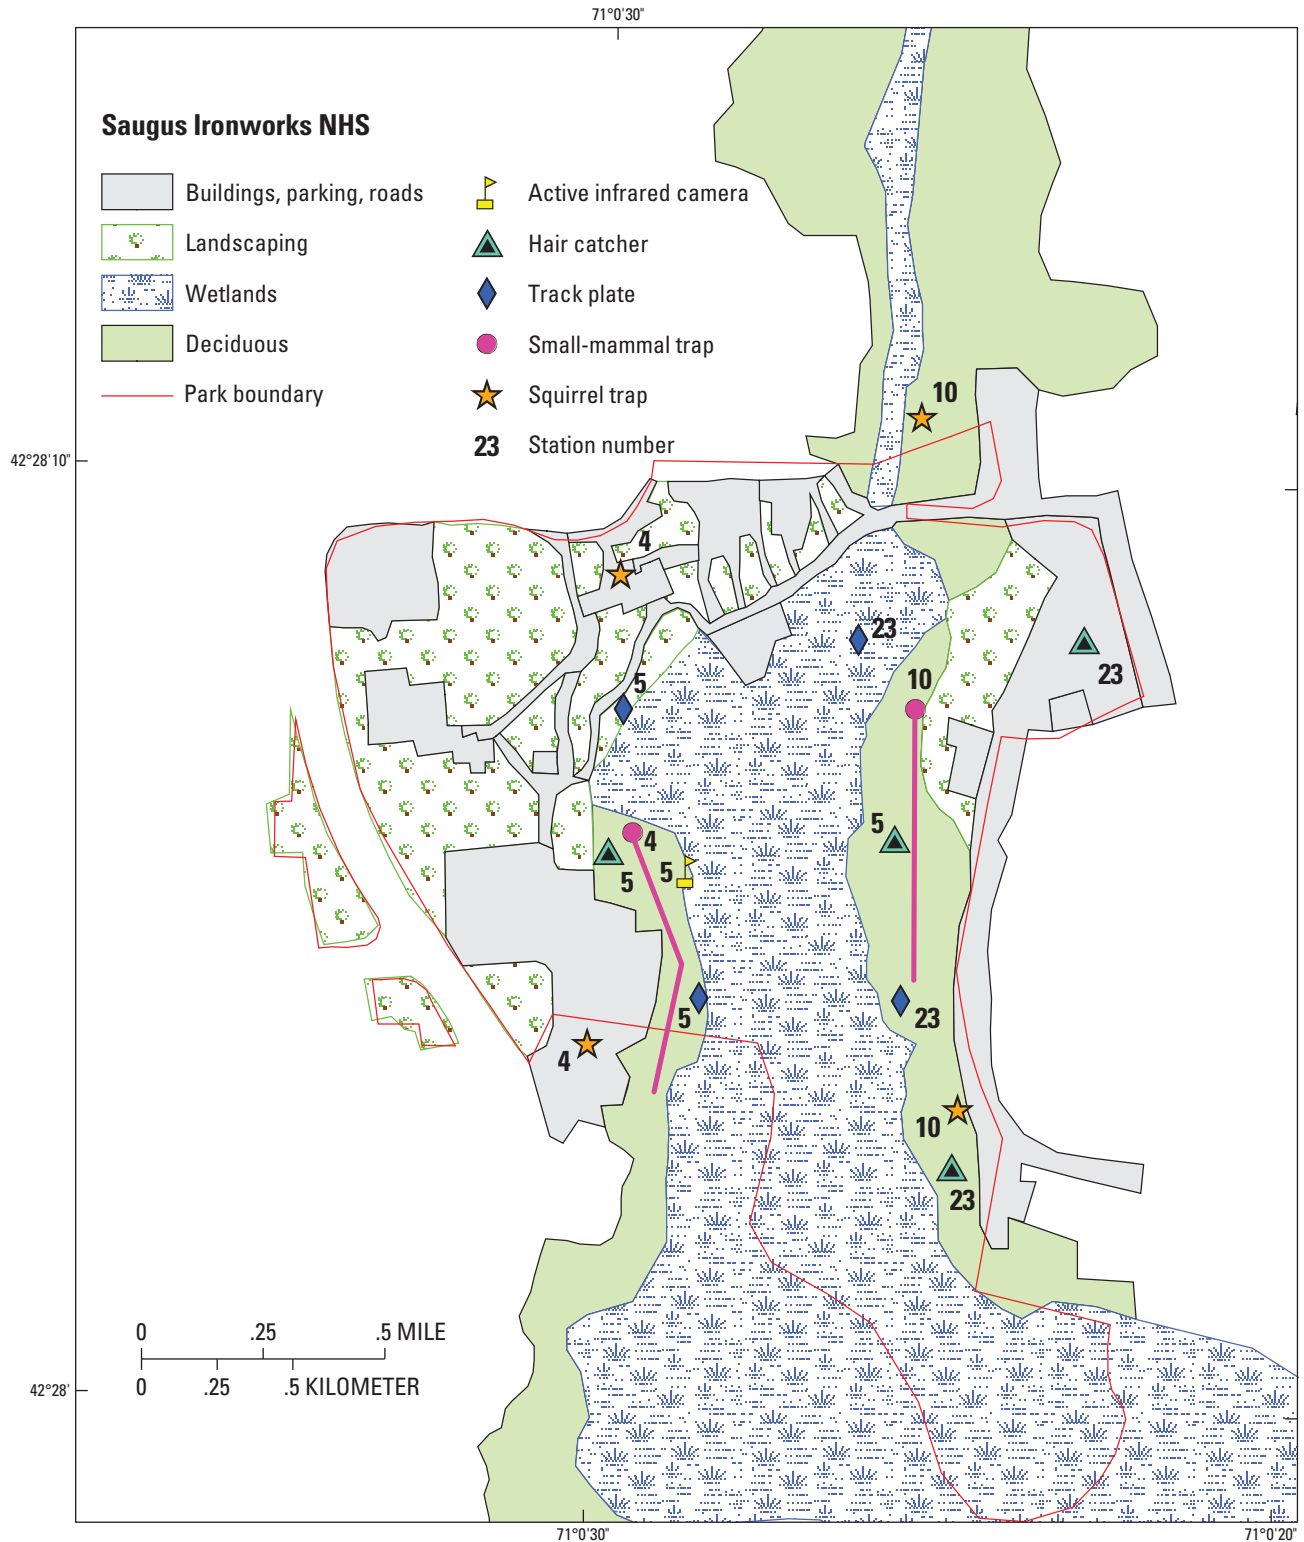 71°0'30"
Saugus Ironworks NHS
Buildings, parking, roads
Landscaping
Wetlands
Deciduous
Park boundary
Active infrared camera
Hair catcher
Track plate
Small-mammal trap
Squirrel trap
23 Station number
10
42°28'10"
4
23
23
10
5
5
4
5
5
5
23
4
10
23
0 .25 .5 MILE
0 .25 .5 KILOMETER
42°28'
71°0'30"
71°0'20"